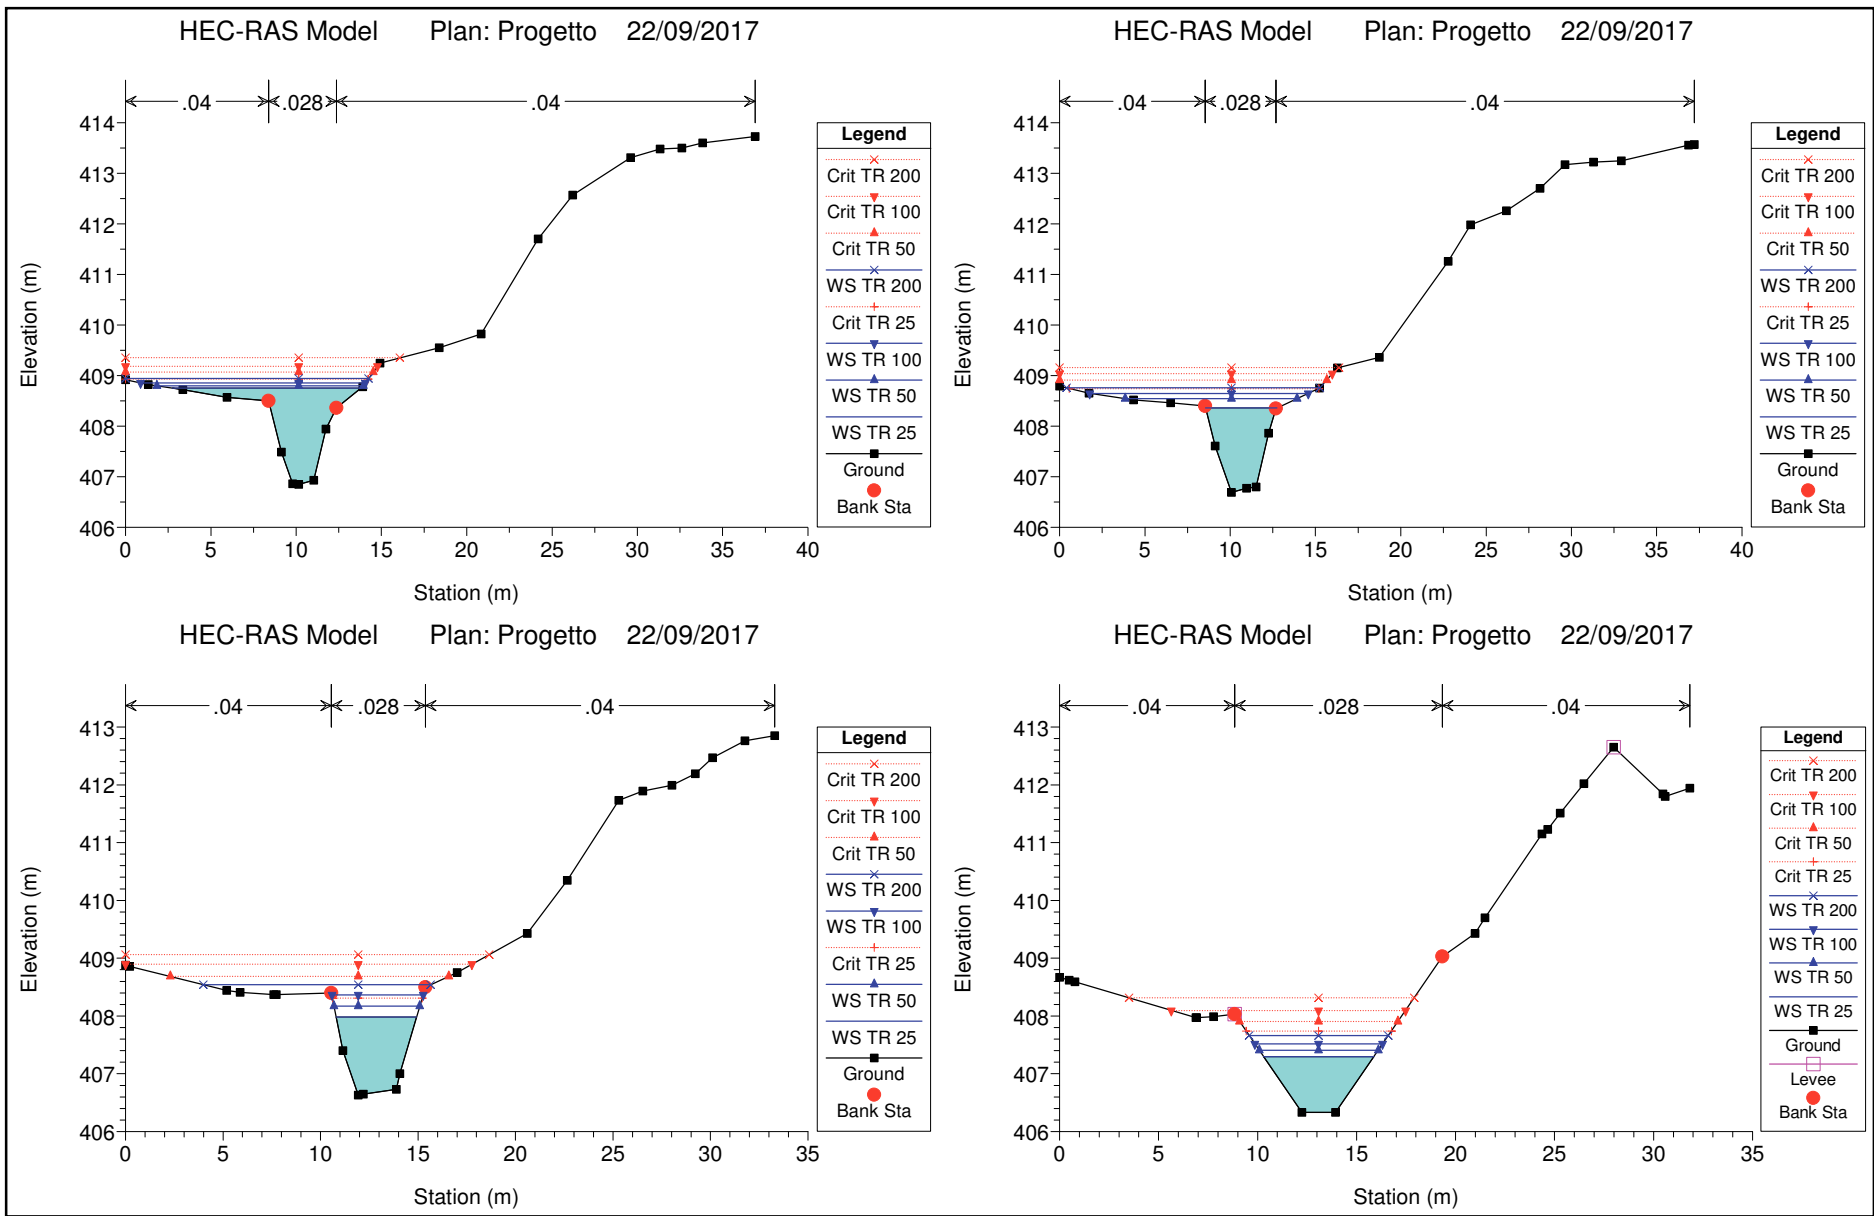 HEC-RAS Model Plan: Progetto 22/09/2017
.04 .028 .04
Elevation (m)
414
413
412
411
410
409
408
407
406
0 5 10 15 20 25 30 35 40
Station (m)
Legend
Crit TR 200
Crit TR 100
Crit TR 50
WS TR 200
Crit TR 25
WS TR 100
WS TR 50
WS TR 25
Ground
Bank Sta
HEC-RAS Model Plan: Progetto 22/09/2017
.04 .028 .04
Elevation (m)
414
413
412
411
410
409
408
407
406
0 5 10 15 20 25 30 35 40
Station (m)
Legend
Crit TR 200
Crit TR 100
Crit TR 50
WS TR 200
Crit TR 25
WS TR 100
WS TR 50
WS TR 25
Ground
Bank Sta
HEC-RAS Model Plan: Progetto 22/09/2017
.04 .028 .04
Elevation (m)
413
412
411
410
409
408
407
406
0 5 10 15 20 25 30 35
Station (m)
Legend
Crit TR 200
Crit TR 100
Crit TR 50
WS TR 200
WS TR 100
Crit TR 25
WS TR 50
WS TR 25
Ground
Bank Sta
HEC-RAS Model Plan: Progetto 22/09/2017
.04 .028 .04
Elevation (m)
413
412
411
410
409
408
407
406
0 5 10 15 20 25 30 35
Station (m)
Legend
Crit TR 200
Crit TR 100
Crit TR 50
Crit TR 25
WS TR 200
WS TR 100
WS TR 50
WS TR 25
Ground
Levee
Bank Sta